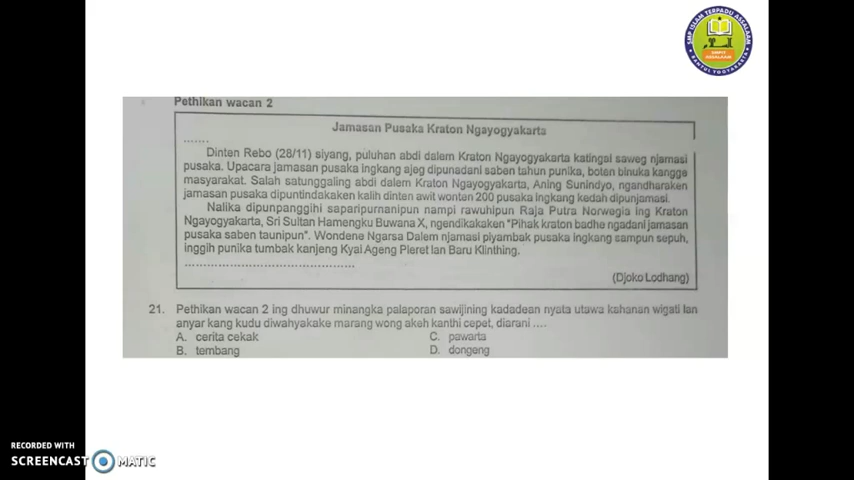 SMP ISLAM TERPADU ASSALAAM
BANTUL YOGYAKARTA
Pethikan wacan 2
Jamasan Pusaka Kraton Ngayogyakarta
.......
Dinten Rebo (28/11) siyang, puluhan abdi dalem Kraton Ngayogyakarta katingal saweg njamasi
pusaka. Upacara jamasan pusaka ingkang ajeg dipunadani saben tahun punika, boten binuka kangge
masyarakat. Salah satunggaling abdi dalem Kraton Ngayogyakarta, Aning Sunindyo, ngandharaken
jamasan pusaka dipuntindakaken kalih dinten awit wonten 200 pusaka ingkang kedah dipunjamasi.
Nalika dipunpanggihi saparipurnanipun nampi rawuhipun Raja Putra Norwegia ing Kraton
Ngayogyakarta, Sri Sultan Hamengku Buwana X, ngendikakaken "Pihak kraton badhe ngadani jamasan
pusaka saben taunipun". Wondene Ngarsa Dalem njamasi piyambak pusaka ingkang sampun sepuh,
inggih punika tumbak kanjeng Kyai Ageng Pleret lan Baru Klinthing.
................................................
(Djoko Lodhang)
21. Pethikan wacan 2 ing dhuwur minangka palaporan sawijining kadadean nyata utawa kahanan wigati lan
anyar kang kudu diwahyakake marang wong akeh kanthi cepet, diarani ....
A. cerita cekak
B. tembang
C. pawarta
D. dongeng
RECORDED WITH
SCREENCAST MATIC